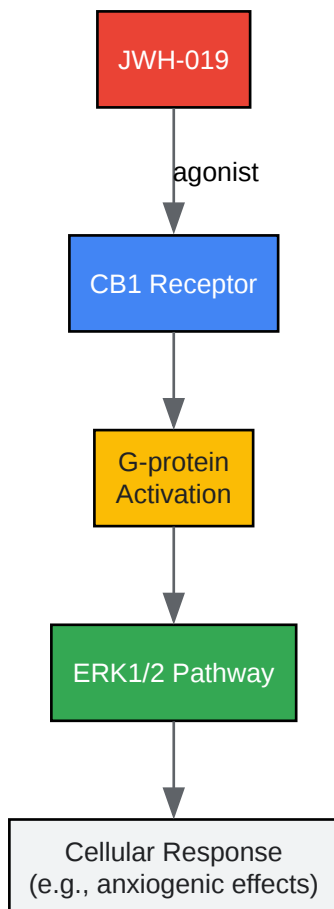 JWH-019
agonist
CB1 Receptor
G-protein
Activation
ERK1/2 Pathway
Cellular Response
(e.g., anxiogenic effects)